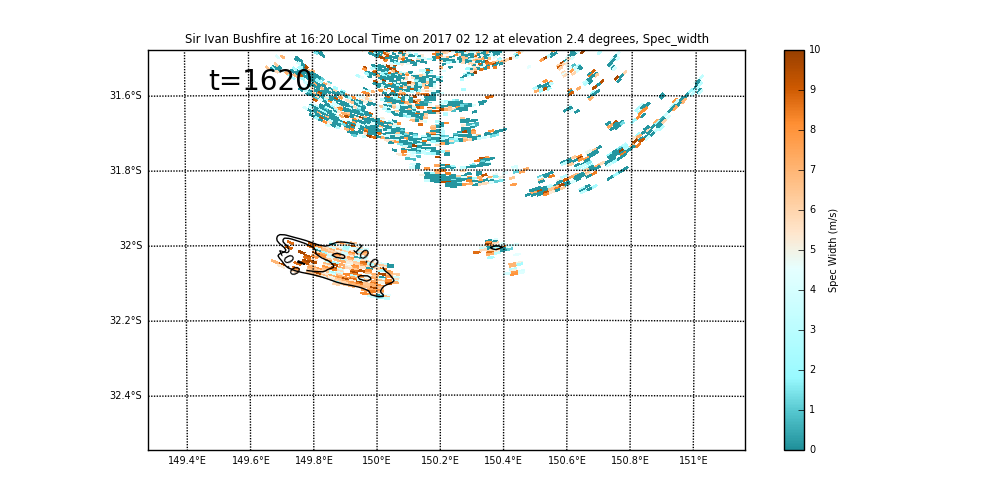 Sir Ivan Bushfire at 16:20 Local Time on 2017 02 12 at elevation 2.4 degrees, Spec_width
t=1620
31.6°S
31.8°S
32°S
32.2°S
32.4°S
149.4°E 149.6°E 149.8°E 150°E 150.2°E 150.4°E 150.6°E 150.8°E 151°E
10
9
8
7
6
5
4
3
2
1
0
Spec Width (m/s)
10.0